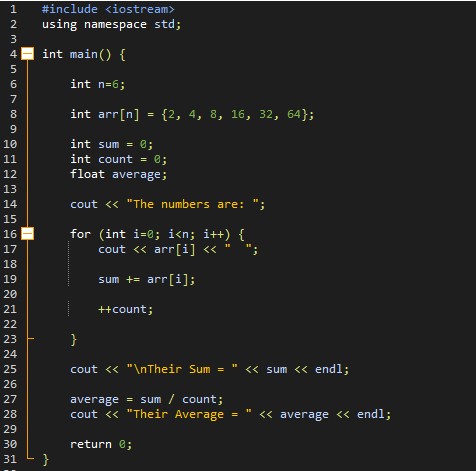 1 #include <iostream>
2 using namespace std;
3
4 int main() {
5
6 int n=6;
7
8 int arr[n] = {2, 4, 8, 16, 32, 64};
9
10 int sum = 0;
11 int count = 0;
12 float average;
13
14 cout << "The numbers are: ";
15
16 for (int i=0; i<n; i++) {
17 cout << arr[i] << "  ";
18
19 sum += arr[i];
20
21 ++count;
22
23 }
24
25 cout << "\nTheir Sum = " << sum << endl;
26
27 average = sum / count;
28 cout << "Their Average = " << average << endl;
29
30 return 0;
31 }